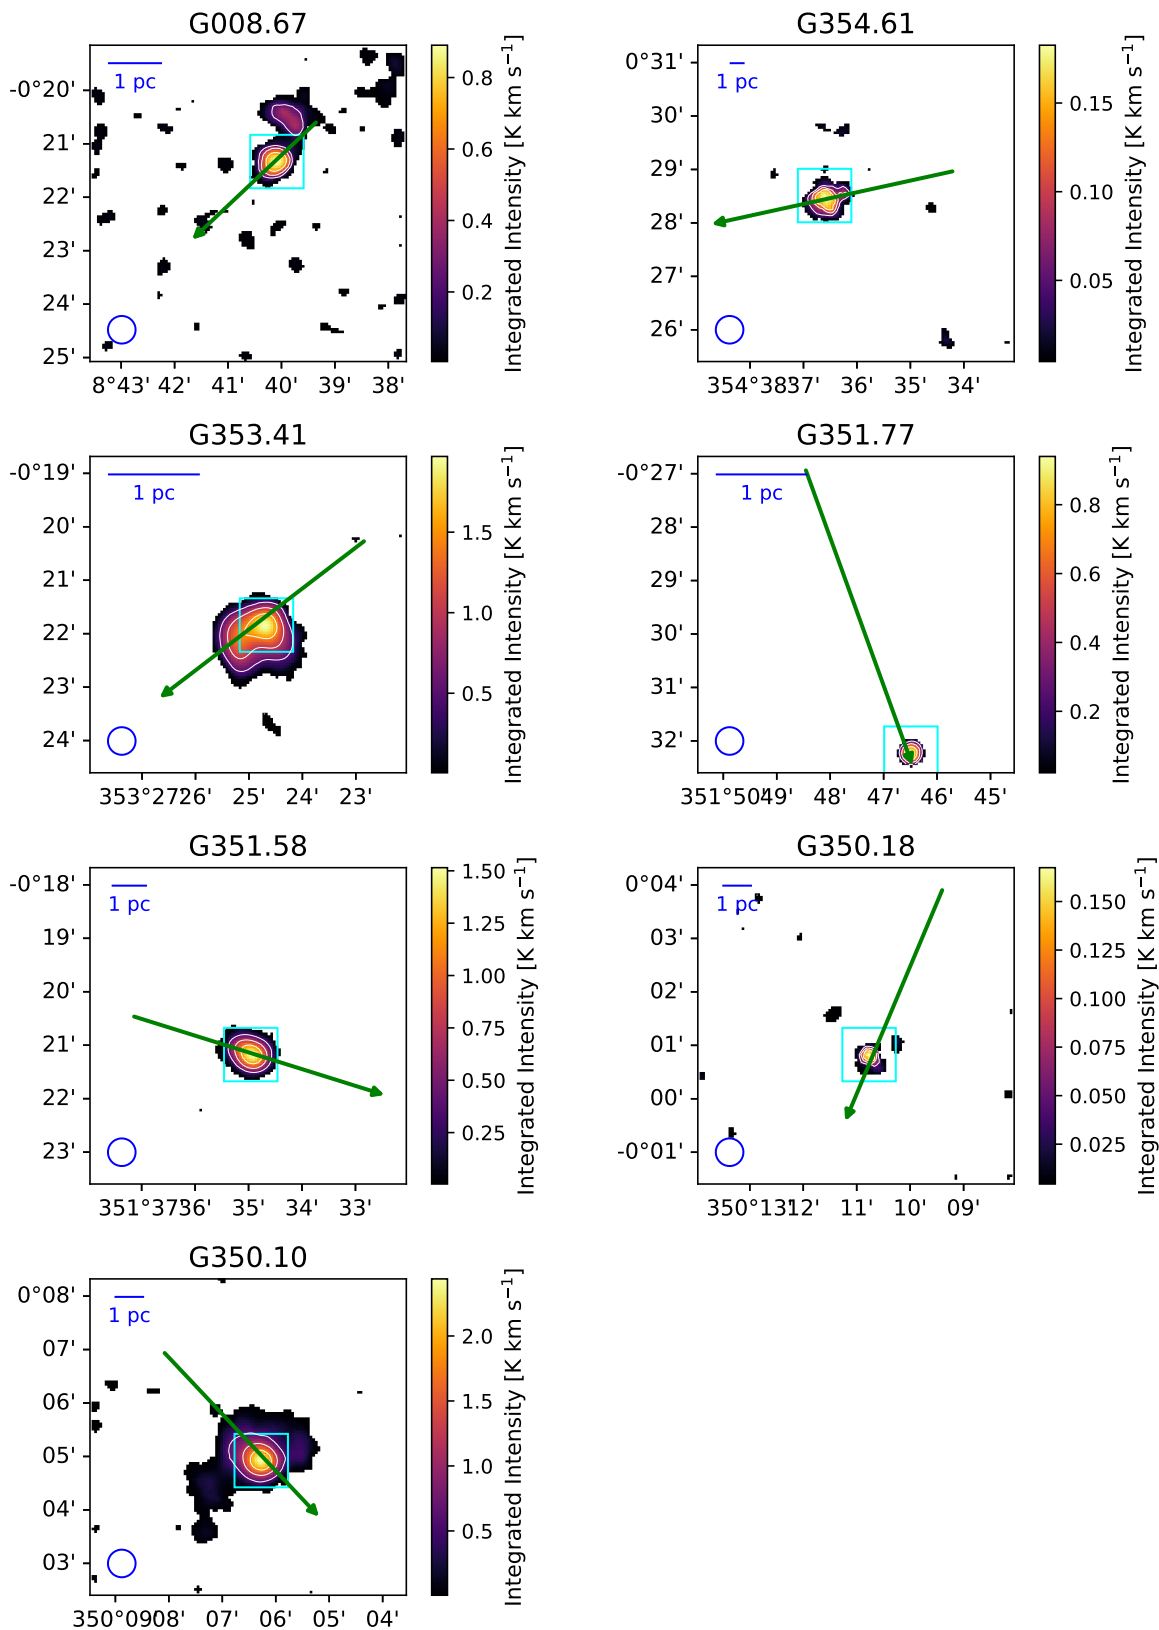 G008.67
-0°20'
21'
22'
23'
24'
25'
8°43' 42' 41' 40' 39' 38'
1 pc
0.8
0.6
0.4
0.2
Integrated Intensity [K km s⁻¹]
G354.61
0°31'
30'
29'
28'
27'
26'
354°38' 37' 36' 35' 34'
1 pc
0.15
0.10
0.05
Integrated Intensity [K km s⁻¹]
G353.41
-0°19'
20'
21'
22'
23'
24'
353°27' 26' 25' 24' 23'
1 pc
1.5
1.0
0.5
Integrated Intensity [K km s⁻¹]
G351.77
-0°27'
28'
29'
30'
31'
32'
351°50' 49' 48' 47' 46' 45'
1 pc
0.8
0.6
0.4
0.2
Integrated Intensity [K km s⁻¹]
G351.58
-0°18'
19'
20'
21'
22'
23'
351°37' 36' 35' 34' 33'
1 pc
1.50
1.25
1.00
0.75
0.50
0.25
Integrated Intensity [K km s⁻¹]
G350.18
0°04'
03'
02'
01'
00'
-0°01'
350°13' 12' 11' 10' 09'
1 pc
0.150
0.125
0.100
0.075
0.050
0.025
Integrated Intensity [K km s⁻¹]
G350.10
0°08'
07'
06'
05'
04'
03'
350°09' 08' 07' 06' 05' 04'
1 pc
2.0
1.5
1.0
0.5
Integrated Intensity [K km s⁻¹]